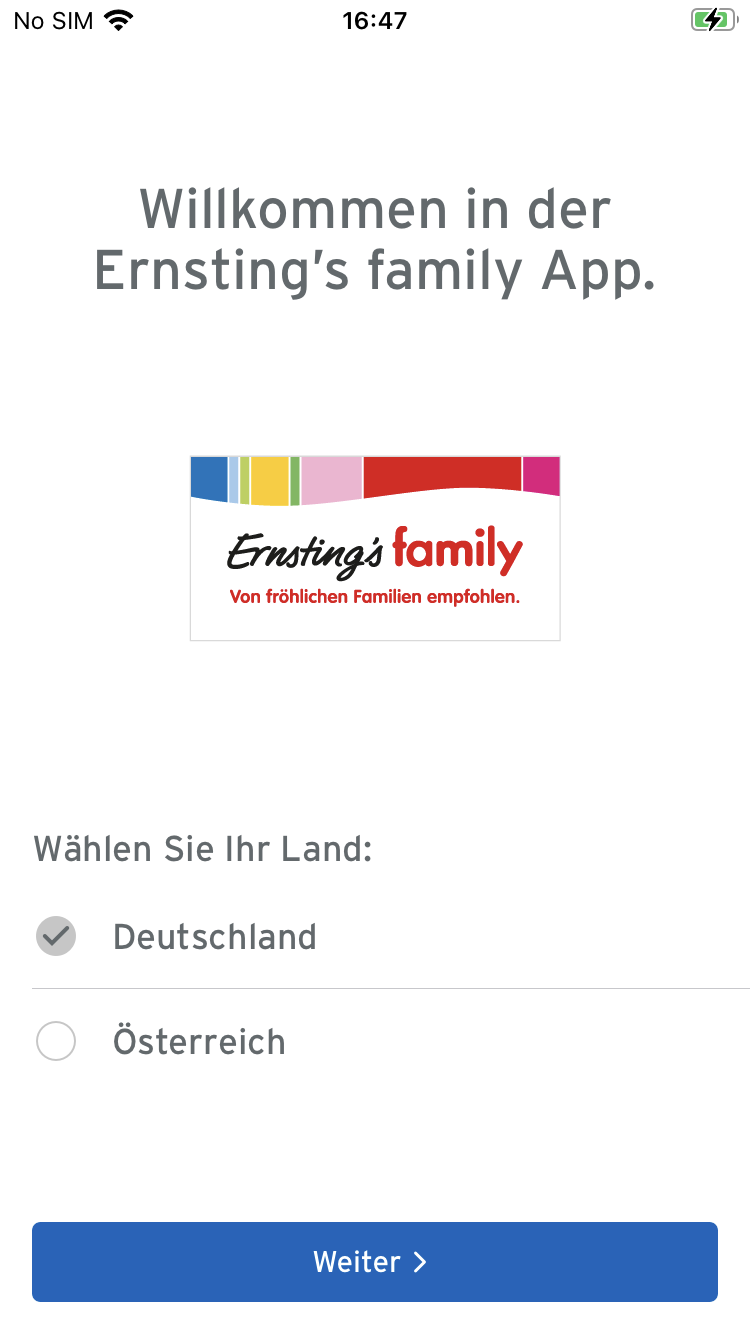 No SIM 16:47
Willkommen in der
Ernsting’s family App.
Ernsting's family
Von fröhlichen Familien empfohlen.
Wählen Sie Ihr Land:
Deutschland
Österreich
Weiter